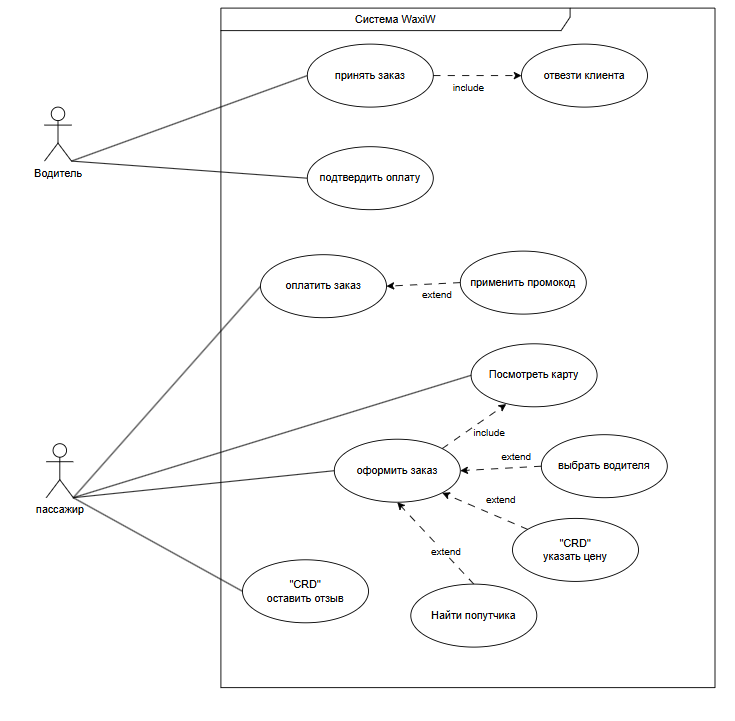 Система WaxiW
принять заказ
отвезти клиента
include
Водитель
подтвердить оплату
оплатить заказ
применить промокод
extend
Посмотреть карту
include
оформить заказ
extend
выбрать водителя
extend
пассажир
"CRD"
указать цену
extend
"CRD"
оставить отзыв
Найти попутчика